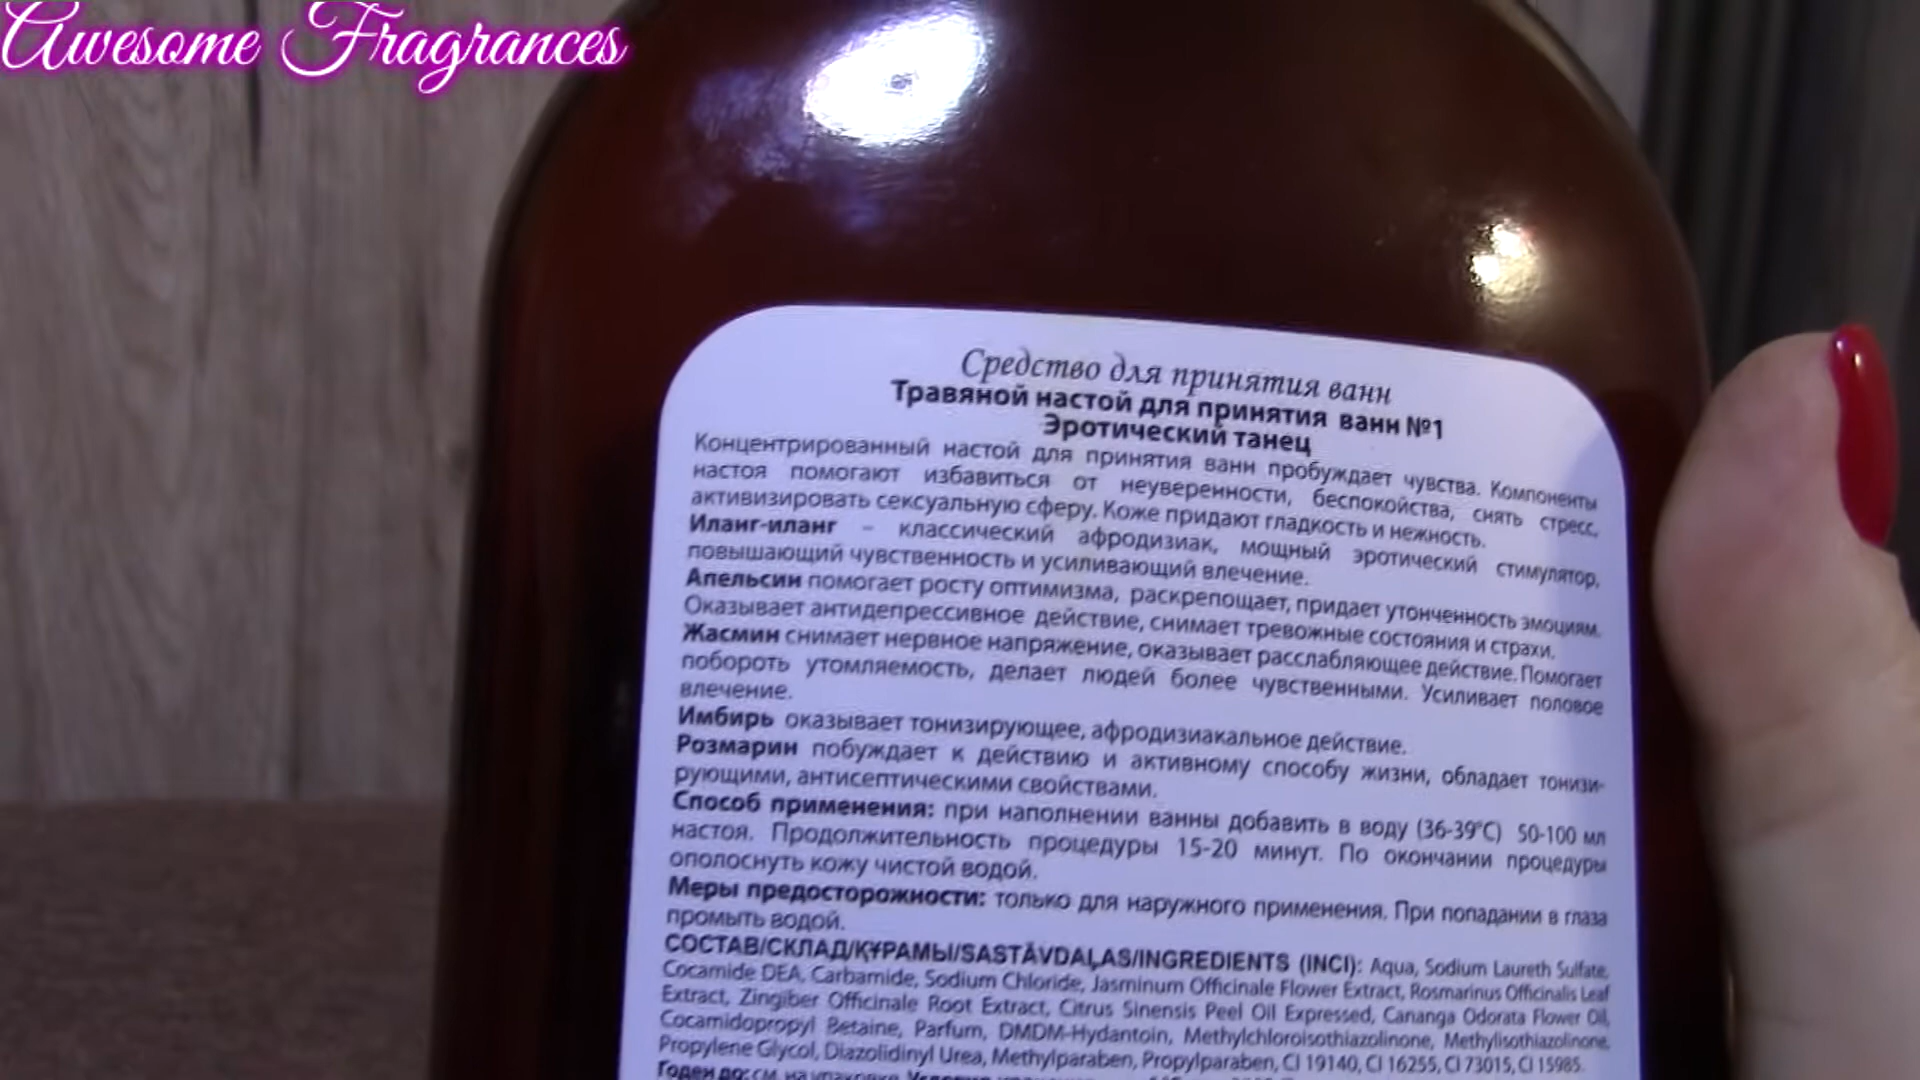 Awesome Fragrances
Средство для принятия ванн
Травяной настой для принятия ванн №1
Эротический танец
Концентрированный настой для принятия ванн пробуждает чувства. Компоненты
настоя помогают избавиться от неуверенности, беспокойства, снять стресс,
активизировать сексуальную сферу. Коже придают гладкость и нежность.
Иланг-иланг – классический афродизиак, мощный эротический стимулятор,
повышающий чувственность и усиливающий влечение.
Апельсин помогает росту оптимизма, раскрепощает, придает утонченность эмоциям.
Оказывает антидепрессивное действие, снимает тревожные состояния и страхи.
Жасмин снимает нервное напряжение, оказывает расслабляющее действие. Помогает
побороть утомляемость, делает людей более чувственными. Усиливает половое
влечение.
Имбирь оказывает тонизирующее, афродизиакальное действие.
Розмарин побуждает к действию и активному способу жизни, обладает тонизи-
рующими, антисептическими свойствами.
Способ применения: при наполнении ванны добавить в воду (36-39°С) 50-100 мл
настоя. Продолжительность процедуры 15-20 минут. По окончании процедуры
ополоснуть кожу чистой водой.
Меры предосторожности: только для наружного применения. При попадании в глаза
промыть водой.
СОСТАВ/СКЛАД/ҚҰРАМЫ/SASTĀVDAĻAS/INGREDIENTS (INCI): Aqua, Sodium Laureth Sulfate,
Cocamide DEA, Carbamide, Sodium Chloride, Jasminum Officinale Flower Extract, Rosmarinus Officinalis Leaf
Extract, Zingiber Officinale Root Extract, Citrus Sinensis Peel Oil Expressed, Cananga Odorata Flower Oil,
Cocamidopropyl Betaine, Parfum, DMDM-Hydantoin, Methylchloroisothiazolinone, Methylisothiazolinone,
Propylene Glycol, Diazolidinyl Urea, Methylparaben, Propylparaben, CI 19140, CI 16255, CI 73015, CI 15985.
Годен до: см. на упаковке.